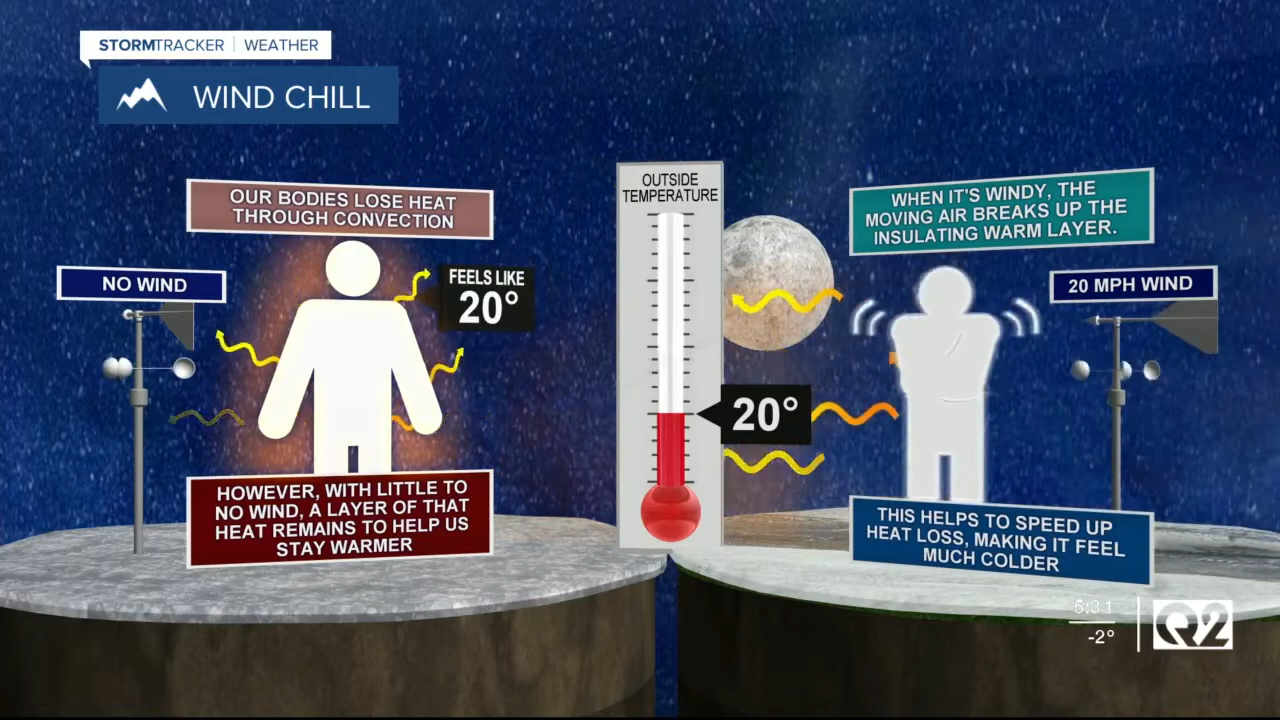 STORMTRACKER | WEATHER
WIND CHILL
OUR BODIES LOSE HEAT
THROUGH CONVECTION
NO WIND
FEELS LIKE
20°
HOWEVER, WITH LITTLE TO
NO WIND, A LAYER OF THAT
HEAT REMAINS TO HELP US
STAY WARMER
OUTSIDE
TEMPERATURE
20°
WHEN IT'S WINDY, THE
MOVING AIR BREAKS UP THE
INSULATING WARM LAYER.
20 MPH WIND
THIS HELPS TO SPEED UP
HEAT LOSS, MAKING IT FEEL
MUCH COLDER
5:31
-2°
Q2